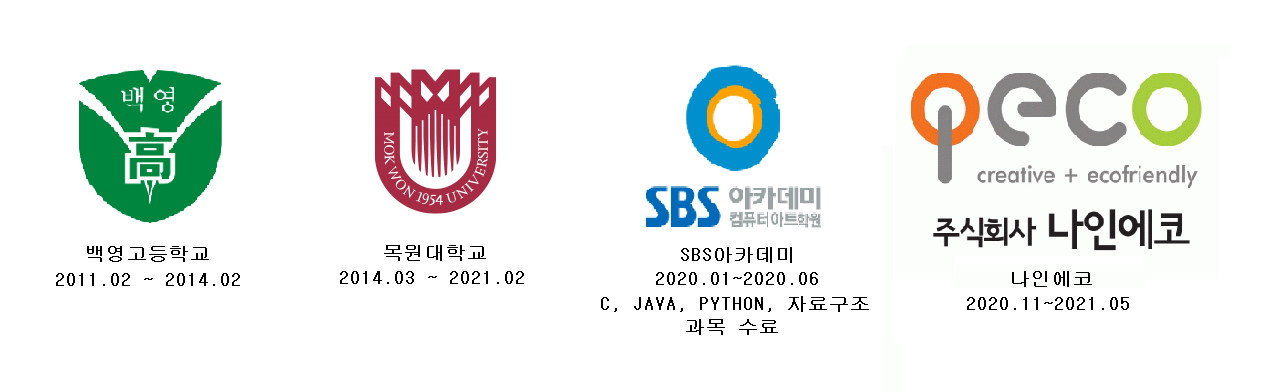 백영
高
백영고등학교
2011.02 ~ 2014.02
MOK WON 1954 UNIVERSITY
목원대학교
2014.03 ~ 2021.02
SBS 아카데미
컴퓨터아트학원
SBS아카데미
2020.01~2020.06
C, JAVA, PYTHON, 자료구조
과목 수료
9eco
creative + ecofriendly
주식회사 나인에코
나인에코
2020.11~2021.05